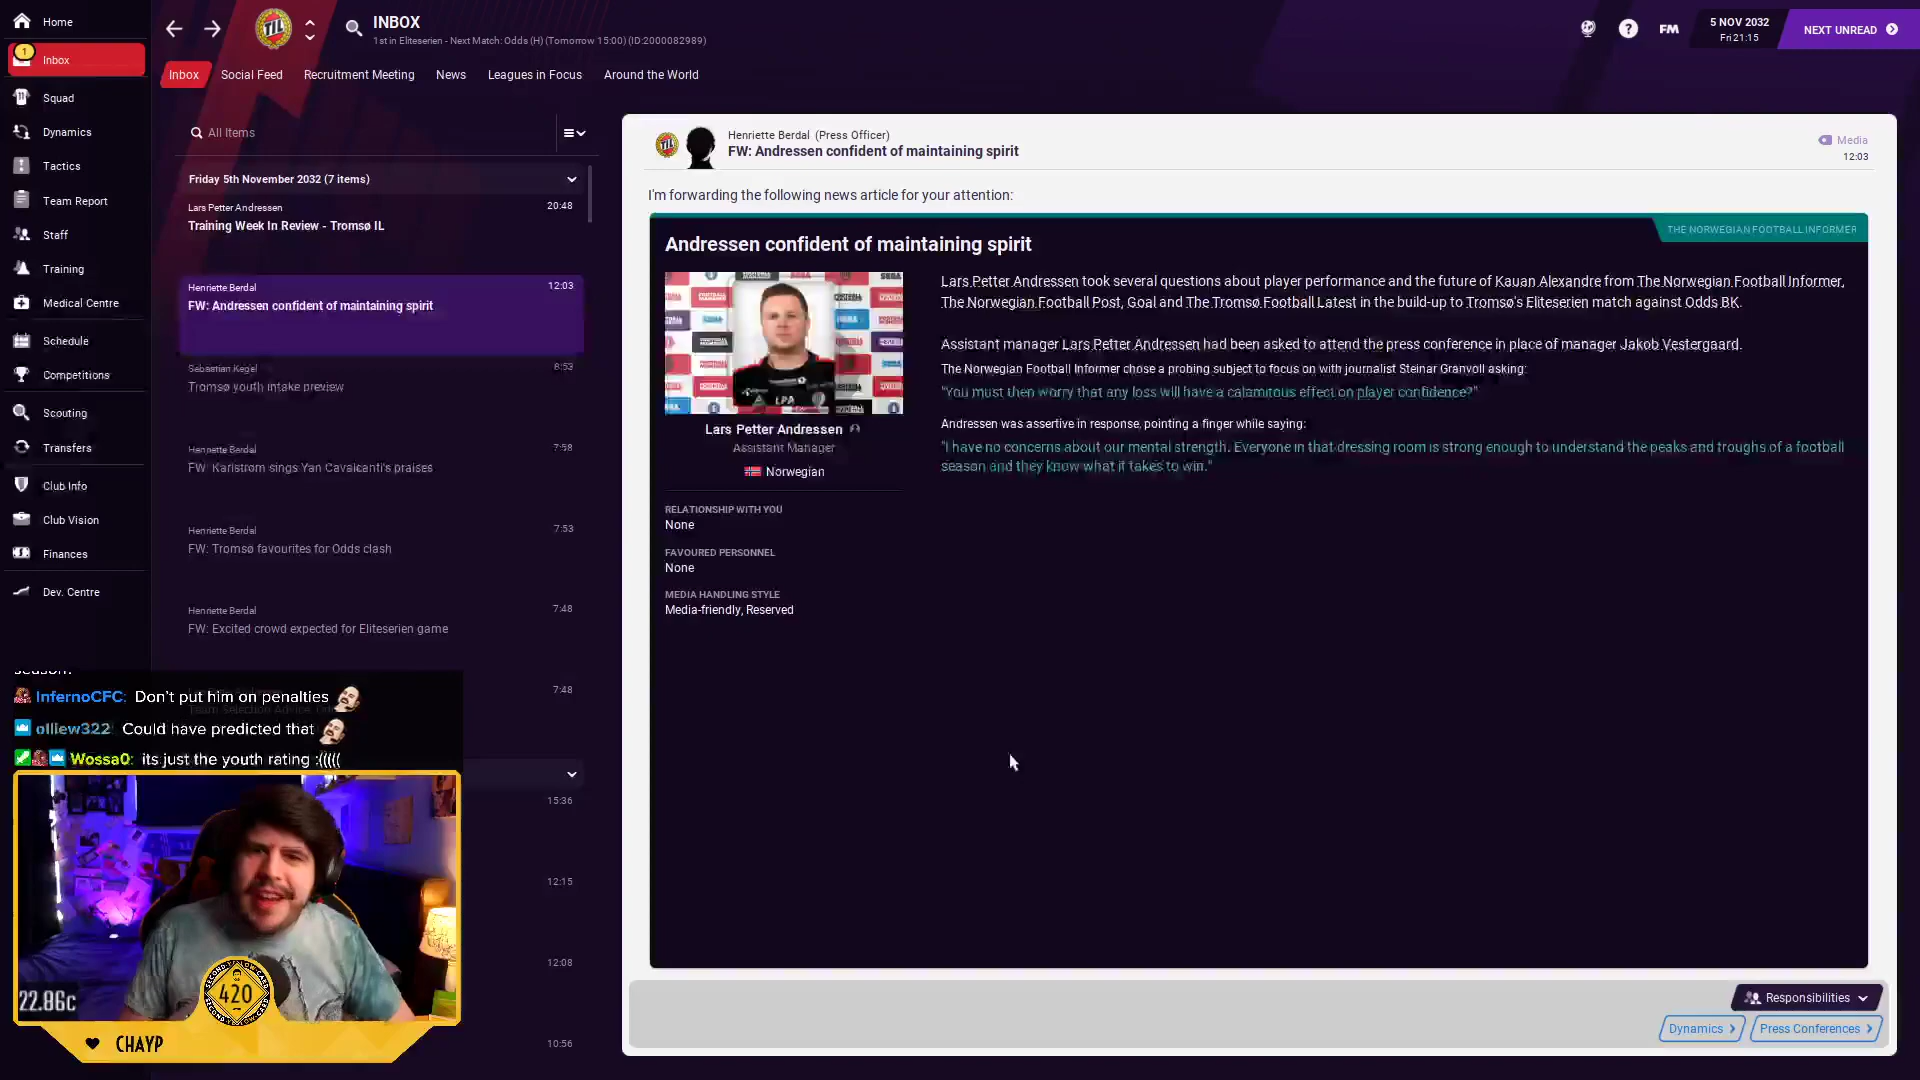 Home
INBOX
1st in Eliteserien - Next Match: Odds (H) (Tomorrow 15:00) (ID:2000082989)
FM
5 NOV 2032
Fri 21:15
NEXT UNREAD
1
Inbox
Squad
Dynamics
Tactics
Team Report
Staff
Training
Medical Centre
Schedule
Competitions
Scouting
Transfers
Club Info
Club Vision
Finances
Dev. Centre
Inbox Social Feed Recruitment Meeting News Leagues in Focus Around the World
All Items
Friday 5th November 2032 (7 items)
Lars Petter Andressen 20:48
Training Week In Review - Tromsø IL
Henriette Berdal 12:03
FW: Andressen confident of maintaining spirit
Sebastian Kegel 8:53
Tromsø youth intake preview
Henriette Berdal 7:58
FW: Karlstrom sings Yan Cavalcanti's praises
Henriette Berdal 7:53
FW: Tromsø favourites for Odds clash
Henriette Berdal 7:48
FW: Excited crowd expected for Eliteserien game
7:48
15:36
12:15
12:08
10:56
Henriette Berdal (Press Officer)
FW: Andressen confident of maintaining spirit
Media
12:03
I'm forwarding the following news article for your attention:
THE NORWEGIAN FOOTBALL INFORMER
Andressen confident of maintaining spirit
LPA
Lars Petter Andressen
Assistant Manager
Norwegian
RELATIONSHIP WITH YOU
None
FAVOURED PERSONNEL
None
MEDIA HANDLING STYLE
Media-friendly, Reserved
Lars Petter Andressen took several questions about player performance and the future of Kauan Alexandre from The Norwegian Football Informer,
The Norwegian Football Post, Goal and The Tromsø Football Latest in the build-up to Tromsø's Eliteserien match against Odds BK.
Assistant manager Lars Petter Andressen had been asked to attend the press conference in place of manager Jakob Vestergaard.
The Norwegian Football Informer chose a probing subject to focus on with journalist Steinar Granvoll asking:
"You must then worry that any loss will have a calamitous effect on player confidence?"
Andressen was assertive in response, pointing a finger while saying:
"I have no concerns about our mental strength. Everyone in that dressing room is strong enough to understand the peaks and troughs of a football
season and they know what it takes to win."
Responsibilities
Dynamics
Press Conferences
season?
InfernoCFC: Don't put him on penalties
olliew322: Could have predicted that
Wossa0: its just the youth rating :(((((
22.86c
SECOND YELLOW CARD
420
CHAYP